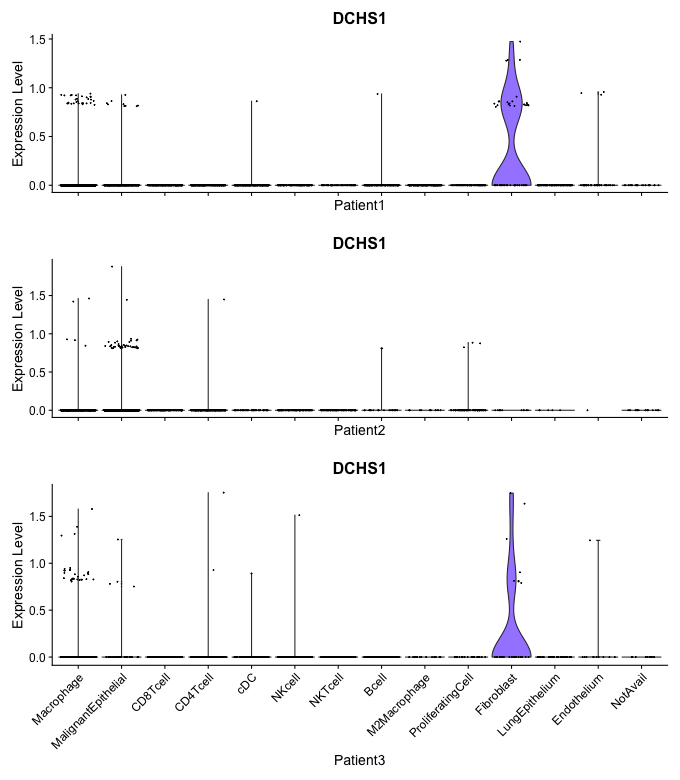 DCHS1
Expression Level
1.5
1.0
0.5
0.0
Patient1
DCHS1
Expression Level
1.5
1.0
0.5
0.0
Patient2
DCHS1
Expression Level
1.5
1.0
0.5
0.0
Macrophage
MalignantEpithelial
CD8Tcell
CD4Tcell
cDC
NKcell
NKTcell
Bcell
M2Macrophage
ProliferatingCell
Fibroblast
LungEpithelium
Endothelium
NotAvail
Patient3